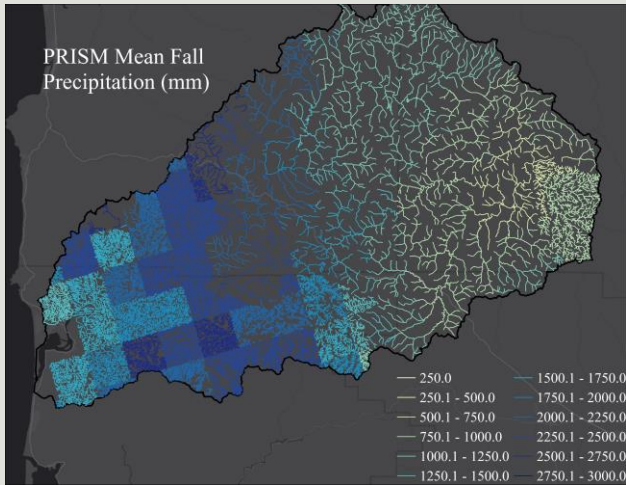 PRISM Mean Fall
Precipitation (mm)
250.0
250.1 - 500.0
500.1 - 750.0
750.1 - 1000.0
1000.1 - 1250.0
1250.1 - 1500.0
1500.1 - 1750.0
1750.1 - 2000.0
2000.1 - 2250.0
2250.1 - 2500.0
2500.1 - 2750.0
2750.1 - 3000.0